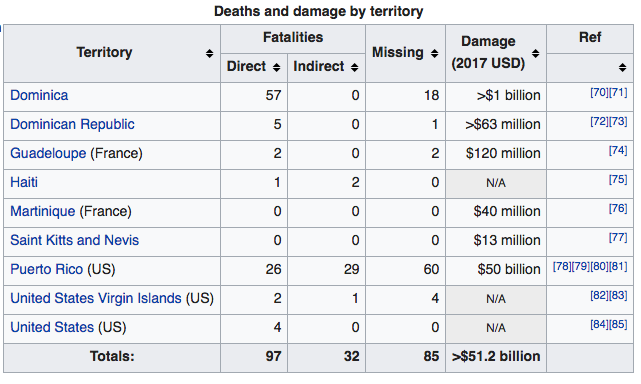 Deaths and damage by territory
Territory Fatalities Missing Damage (2017 USD) Ref
Direct Indirect
Dominica 57 0 18 >$1 billion [70][71]
Dominican Republic 5 0 1 >$63 million [72][73]
Guadeloupe (France) 2 0 2 $120 million [74]
Haiti 1 2 0 N/A [75]
Martinique (France) 0 0 0 $40 million [76]
Saint Kitts and Nevis 0 0 0 $13 million [77]
Puerto Rico (US) 26 29 60 $50 billion [78][79][80][81]
United States Virgin Islands (US) 2 1 4 N/A [82][83]
United States (US) 4 0 0 N/A [84][85]
Totals: 97 32 85 >$51.2 billion